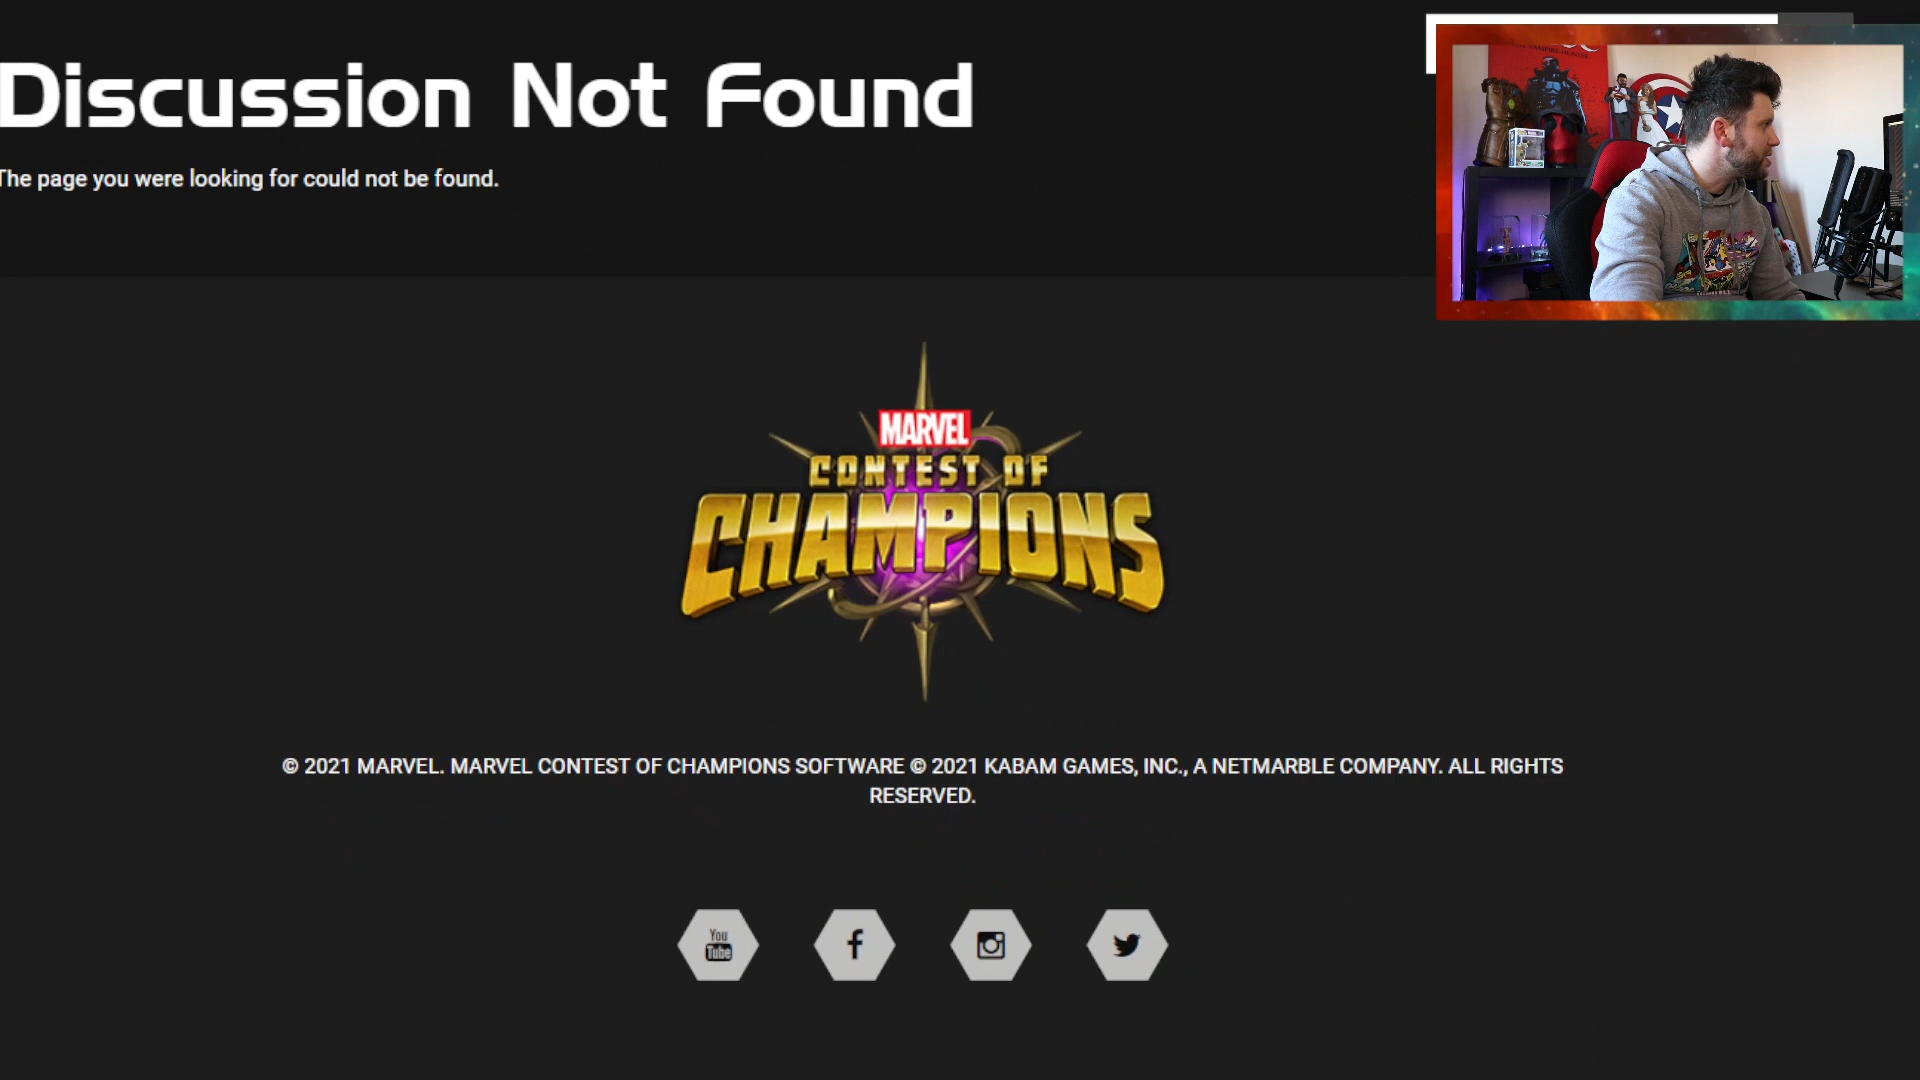 Discussion Not Found
The page you were looking for could not be found.
MARVEL
CONTEST OF
CHAMPIONS
© 2021 MARVEL. MARVEL CONTEST OF CHAMPIONS SOFTWARE © 2021 KABAM GAMES, INC., A NETMARBLE COMPANY. ALL RIGHTS
RESERVED.
You
Tube